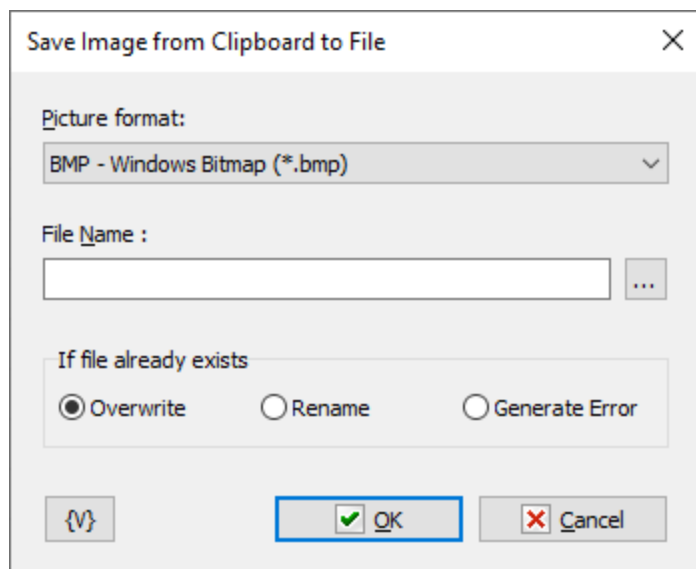 Save Image from Clipboard to File
Picture format:
BMP - Windows Bitmap (*.bmp)
File Name :
...
If file already exists
Overwrite Rename Generate Error
{V} OK Cancel